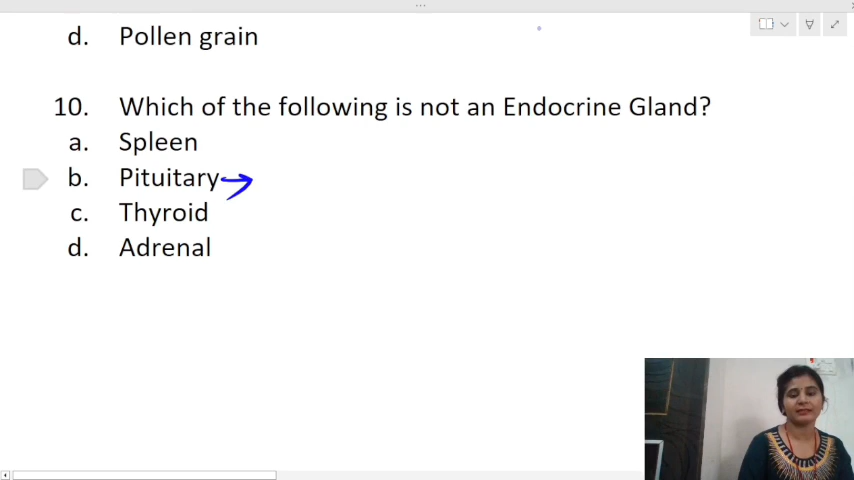 d. Pollen grain
10. Which of the following is not an Endocrine Gland?
a. Spleen
b. Pituitary
c. Thyroid
d. Adrenal